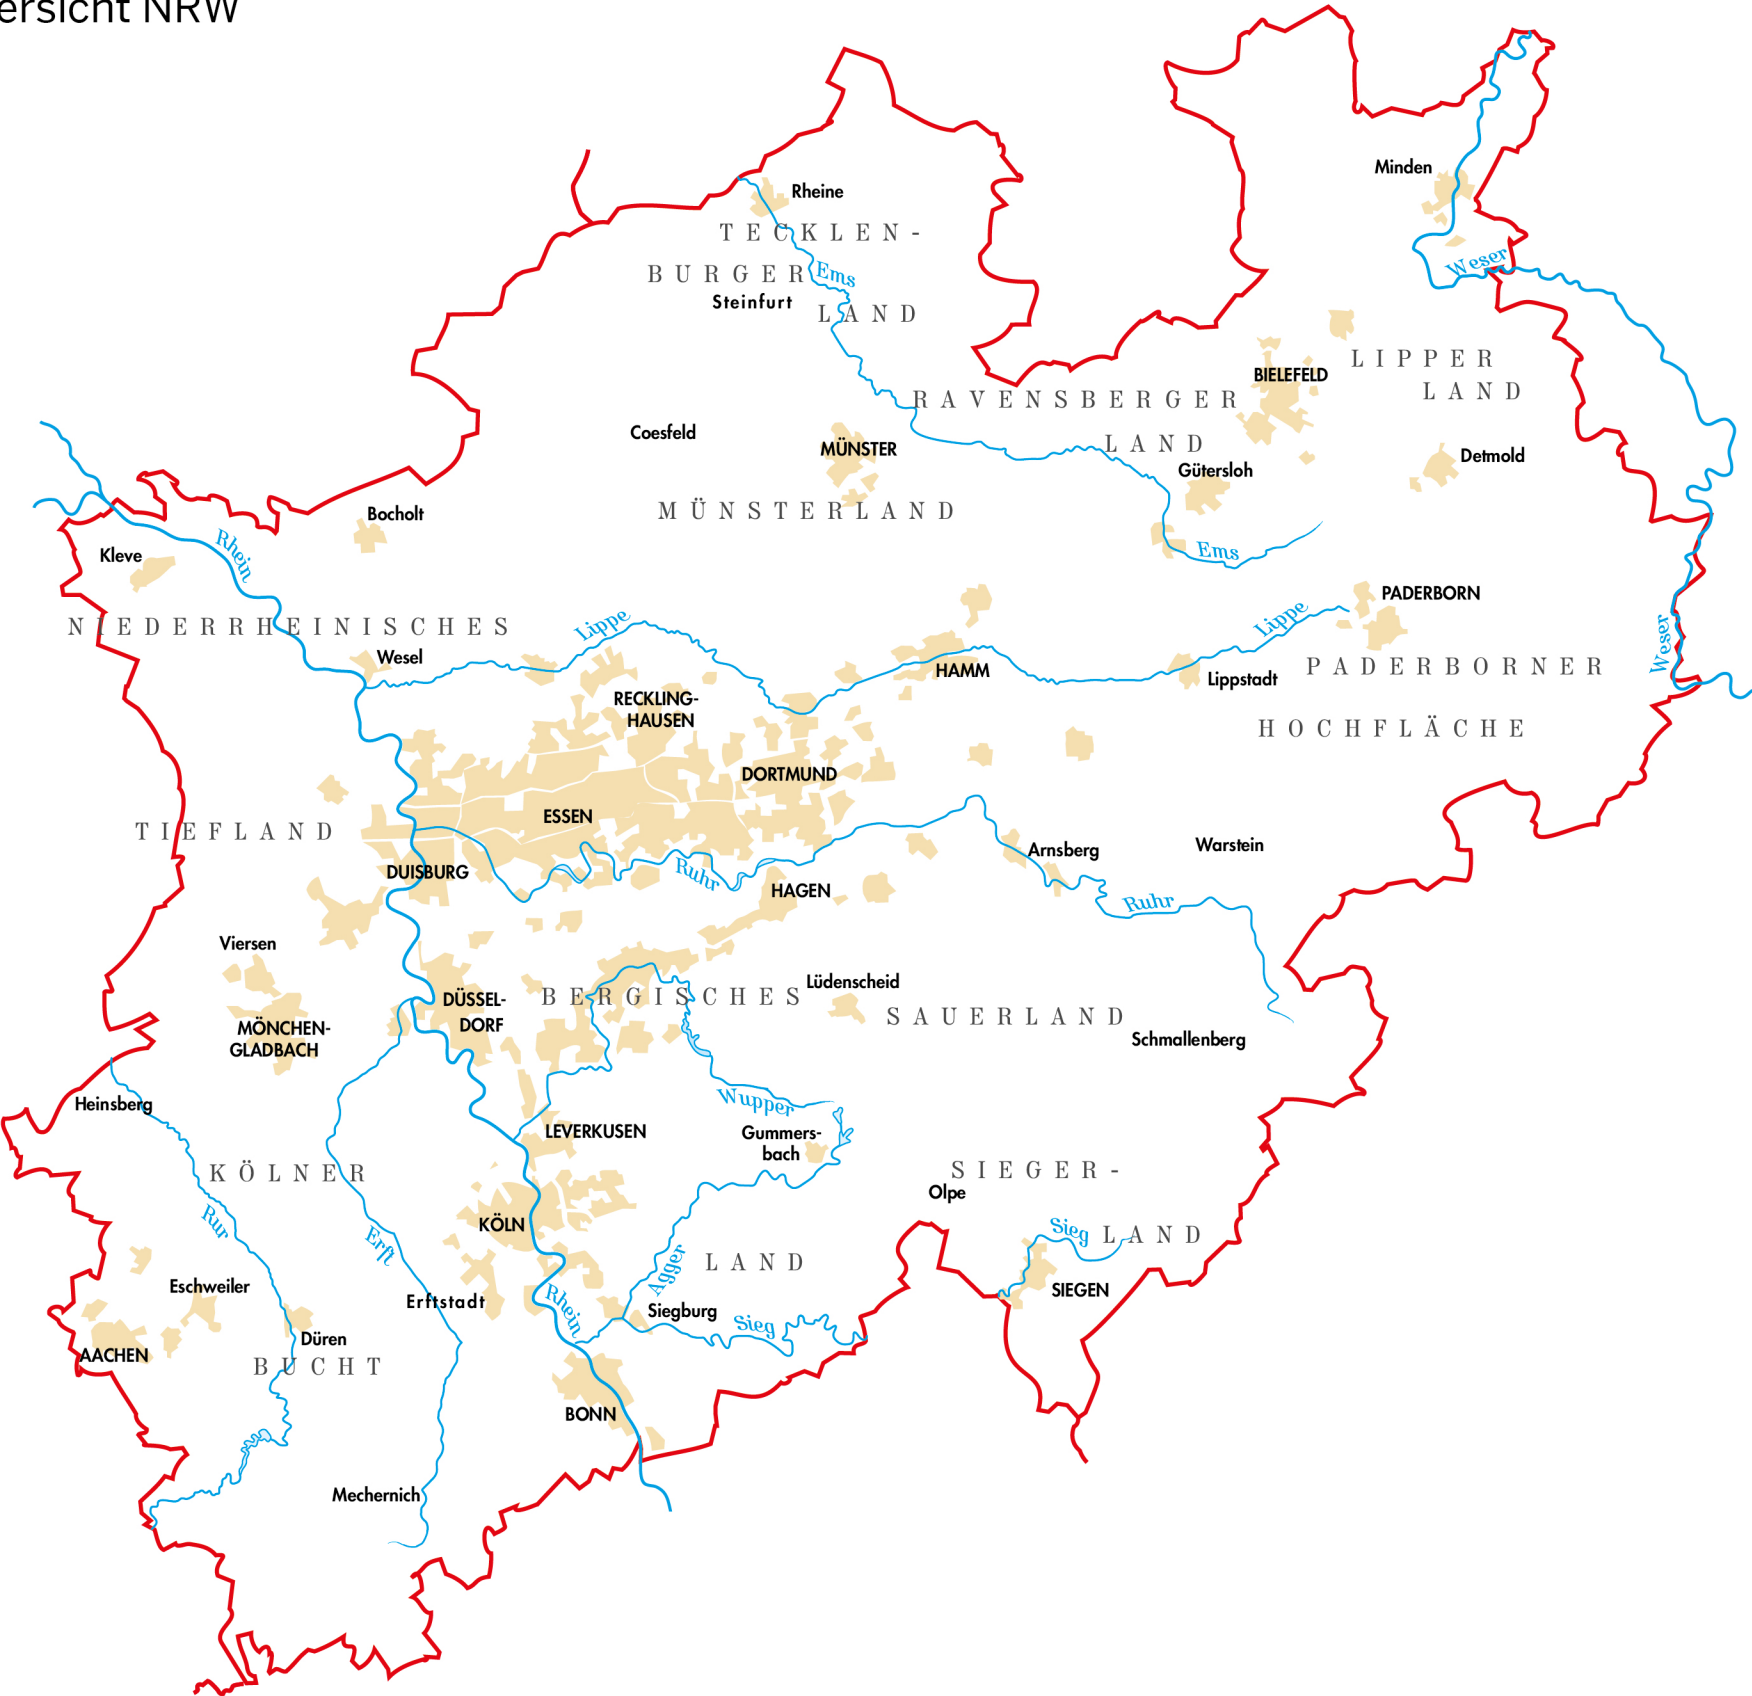 ersicht NRW
Minden
Rheine
TECKLEN-
BURGER
Ems
Weser
Steinfurt
LAND
LIPPER
BIELEFELD
LAND
RAVENSBERGER
Coesfeld
MÜNSTER
LAND
Detmold
Gütersloh
MÜNSTERLAND
Bocholt
Rhein
Kleve
Ems
PADERBORN
NIEDERRHEINISCHES
Lippe
Lippe
Weser
Wesel
HAMM
PADERBORNER
Lippstadt
RECKLING-
HAUSEN
HOCHFLÄCHE
DORTMUND
ESSEN
TIEFLAND
Arnsberg
Warstein
DUISBURG
Ruhr
HAGEN
Ruhr
Viersen
Lüdenscheid
DÜSSEL-
DORF
BERGISCHES
SAUERLAND
MÖNCHEN-
GLADBACH
Schmallenberg
Heinsberg
Wupper
LEVERKUSEN
Gummers-
bach
KÖLNER
SIEGER-
Olpe
Rur
KÖLN
Sieg
LAND
Erft
Agger
LAND
Eschweiler
SIEGEN
Erftstadt
Rhein
Siegburg
Sieg
Düren
AACHEN
BUCHT
BONN
Mechernich